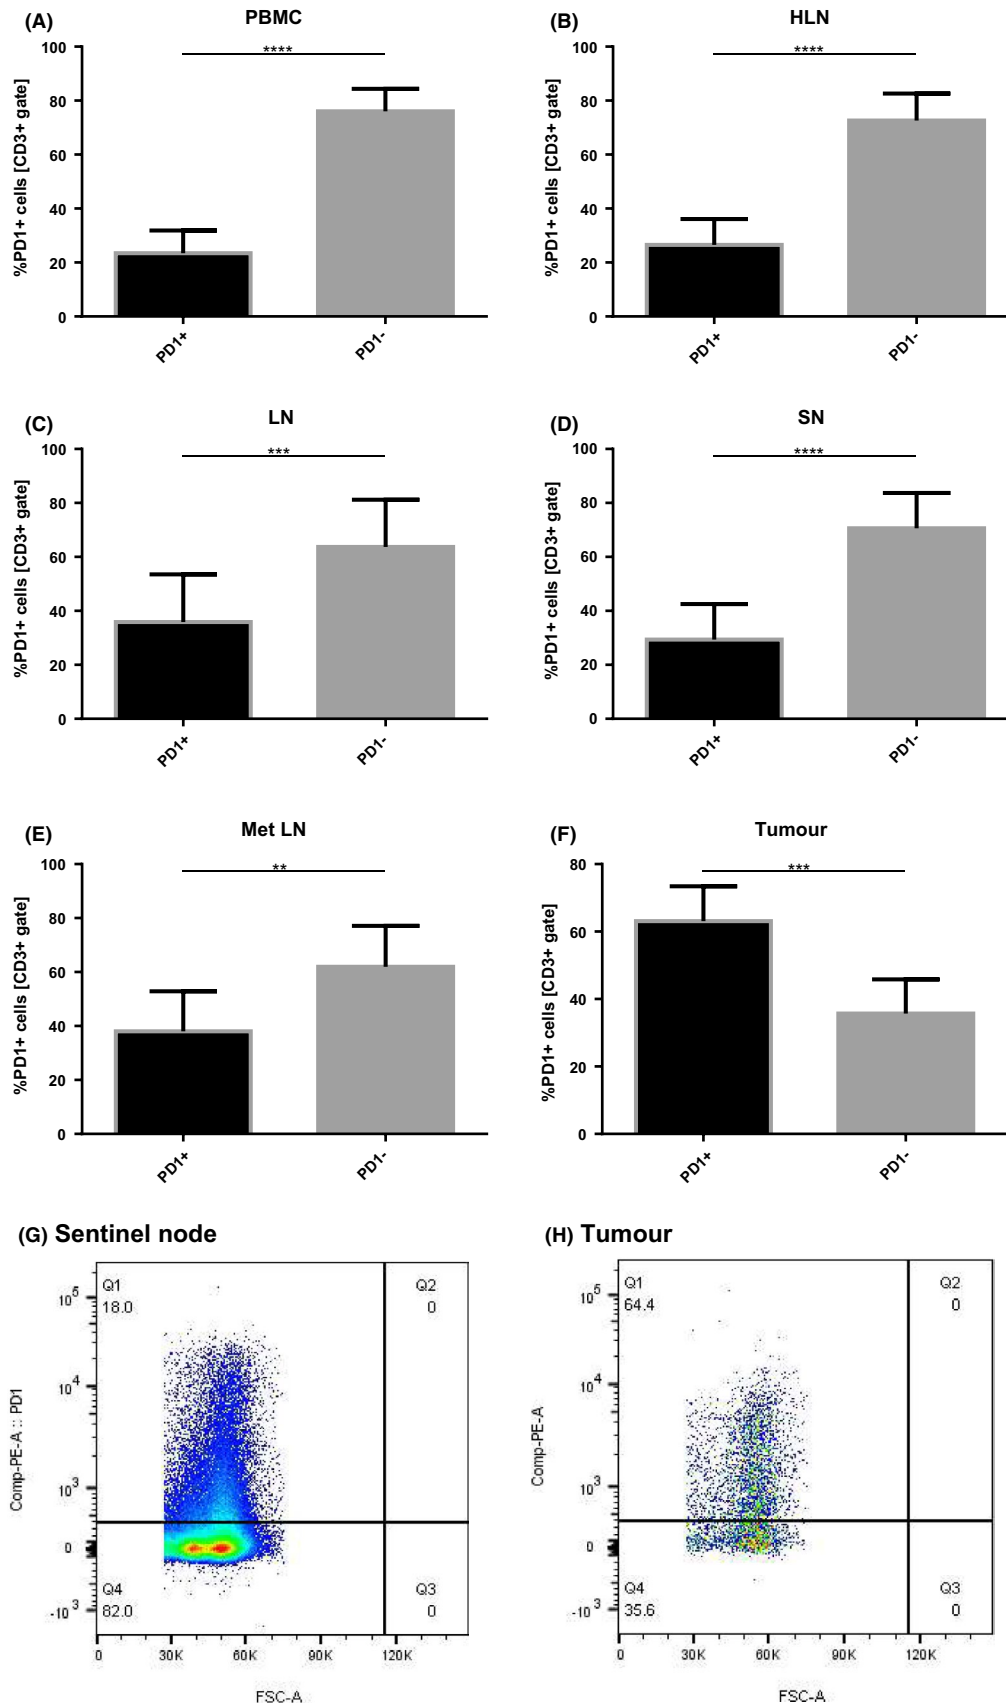 (A) PBMC
****
%PD1+ cells [CD3+ gate]
100
80
60
40
20
0
PD1+ PD1-
(B) HLN
****
%PD1+ cells [CD3+ gate]
100
80
60
40
20
0
PD1+ PD1-
(C) LN
***
%PD1+ cells [CD3+ gate]
100
80
60
40
20
0
PD1+ PD1-
(D) SN
****
%PD1+ cells [CD3+ gate]
100
80
60
40
20
0
PD1+ PD1-
(E) Met LN
**
%PD1+ cells [CD3+ gate]
100
80
60
40
20
0
PD1+ PD1-
(F) Tumour
***
%PD1+ cells [CD3+ gate]
80
60
40
20
0
PD1+ PD1-
(G) Sentinel node
Q1
18.0
Q2
0
Comp-PE-A :: PD1
10^5
10^4
10^3
0
-10^3
Q4
82.0
Q3
0
0 30K 60K 90K 120K
FSC-A
(H) Tumour
Q1
64.4
Q2
0
Comp-PE-A
10^5
10^4
10^3
0
-10^3
Q4
35.6
Q3
0
0 30K 60K 90K 120K
FSC-A